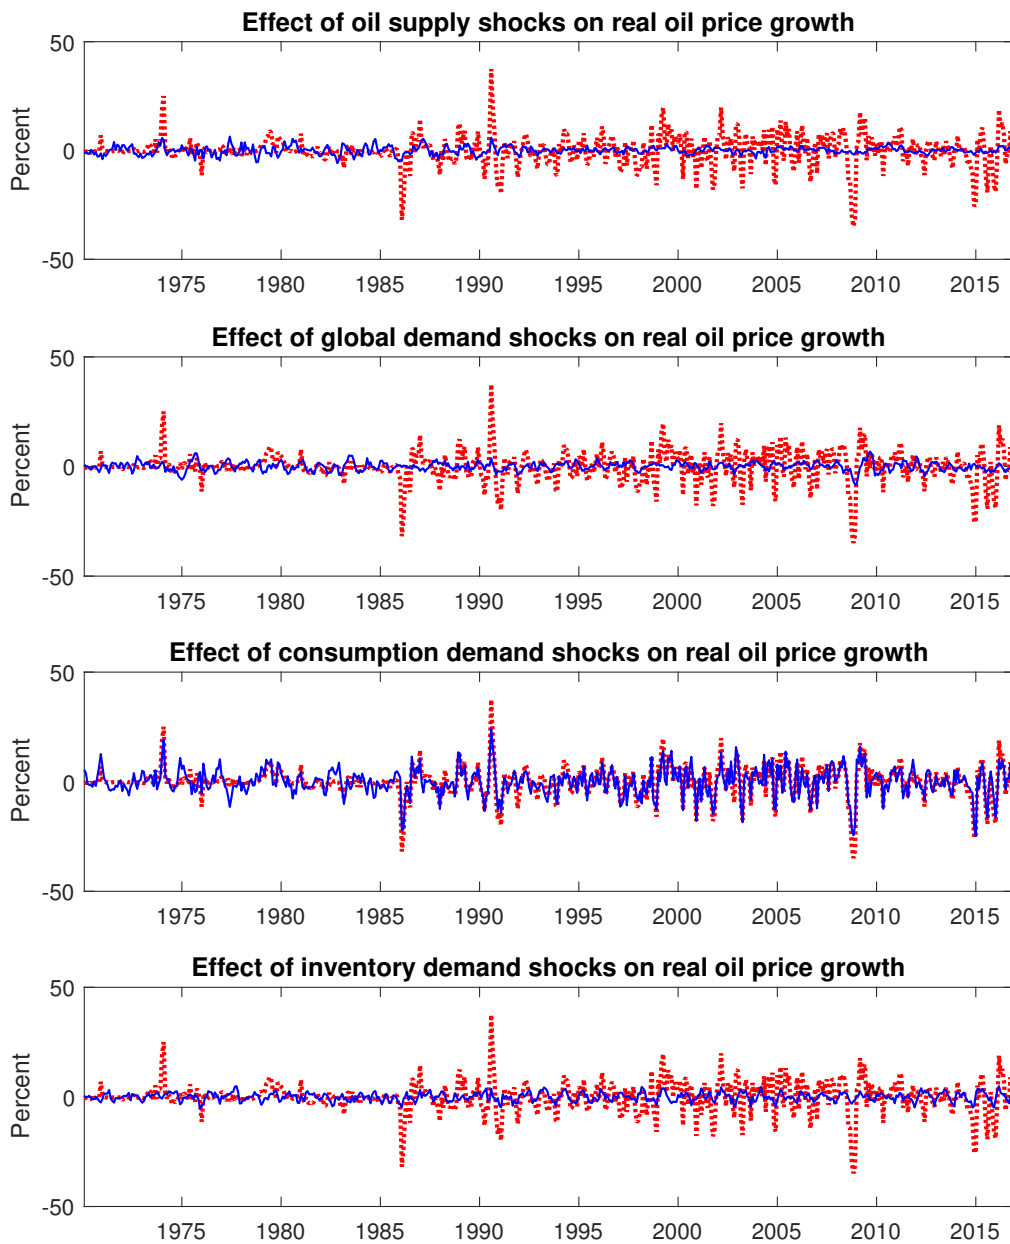 Effect of oil supply shocks on real oil price growth
50
0
-50
Percent
1975 1980 1985 1990 1995 2000 2005 2010 2015
Effect of global demand shocks on real oil price growth
50
0
-50
Percent
1975 1980 1985 1990 1995 2000 2005 2010 2015
Effect of consumption demand shocks on real oil price growth
50
0
-50
Percent
1975 1980 1985 1990 1995 2000 2005 2010 2015
Effect of inventory demand shocks on real oil price growth
50
0
-50
Percent
1975 1980 1985 1990 1995 2000 2005 2010 2015